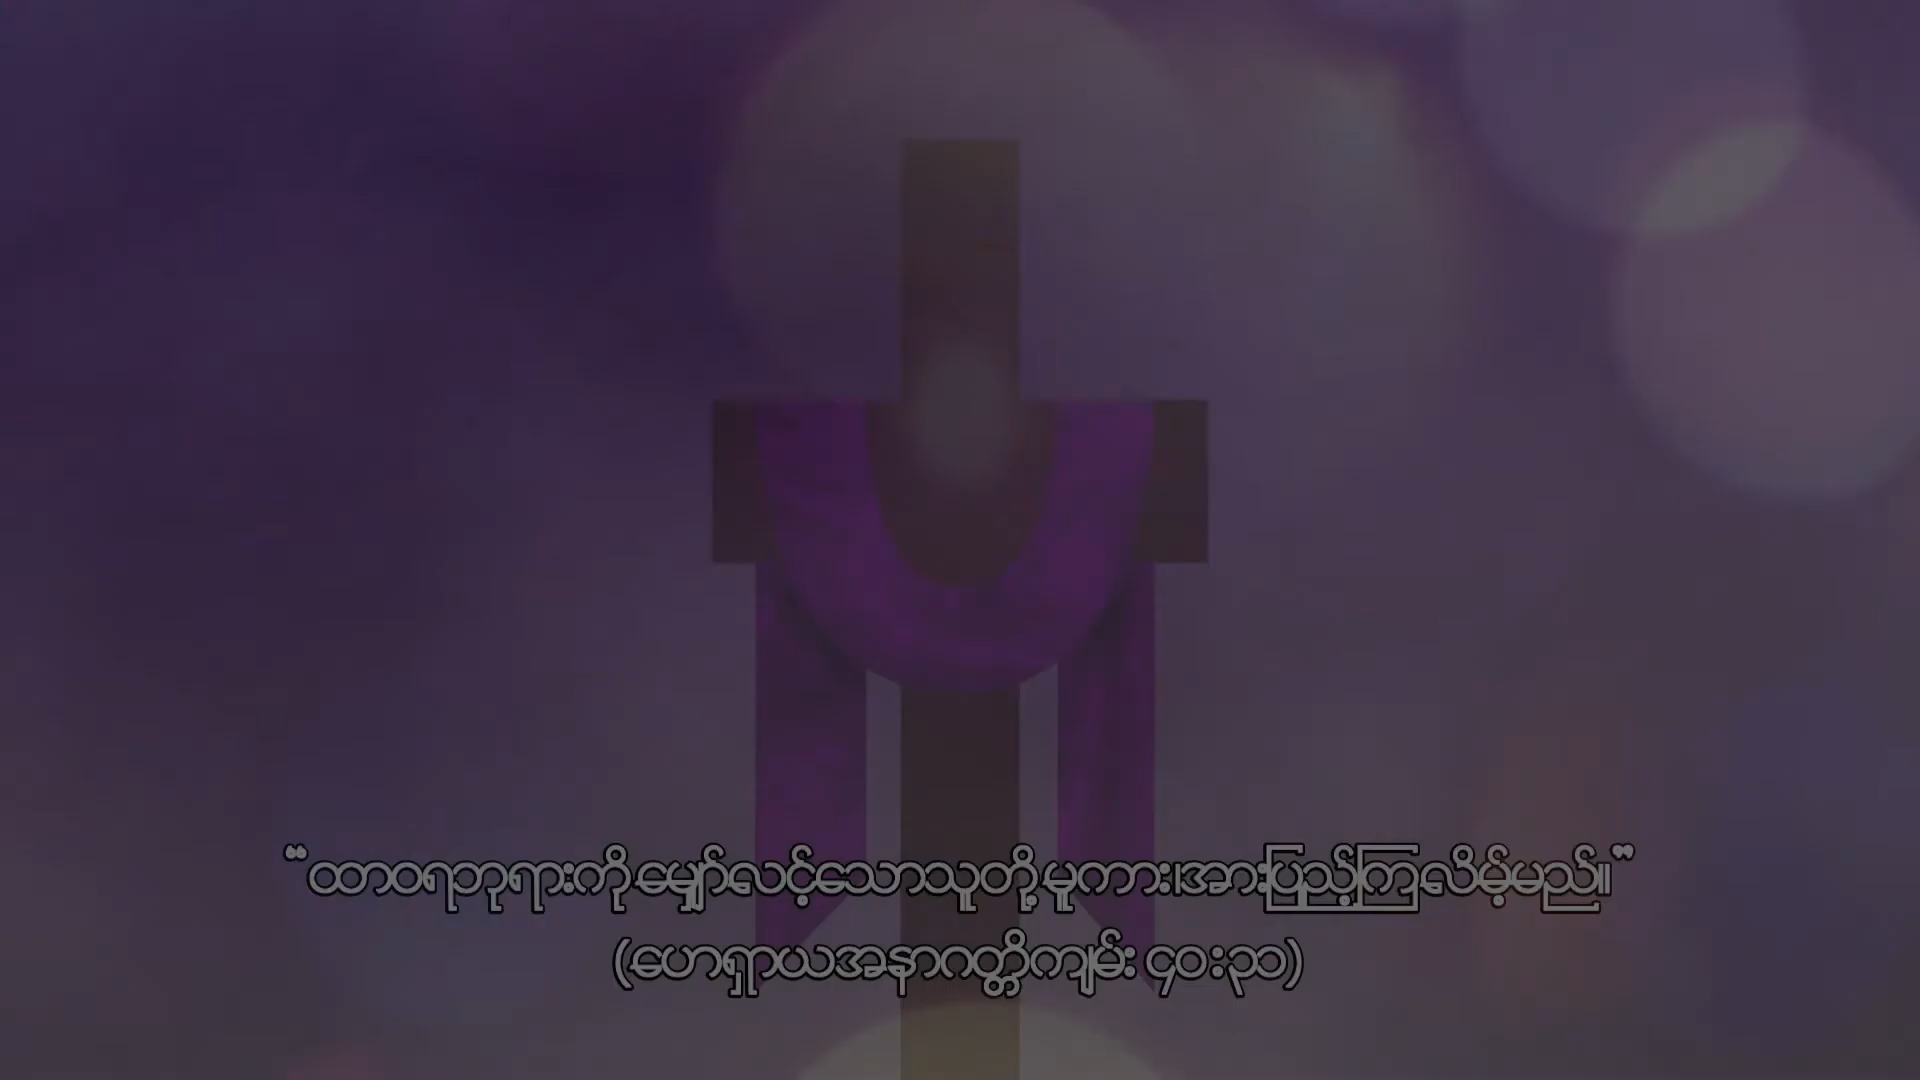 “ထာဝရဘုရားကိုမျှော်လင့်သောသူတို့မူကား၊အားပြည့်ကြလိမ့်မည်။”
(ဟေရှာယအနာဂတ္တိကျမ်း ၄၀:၃၁)